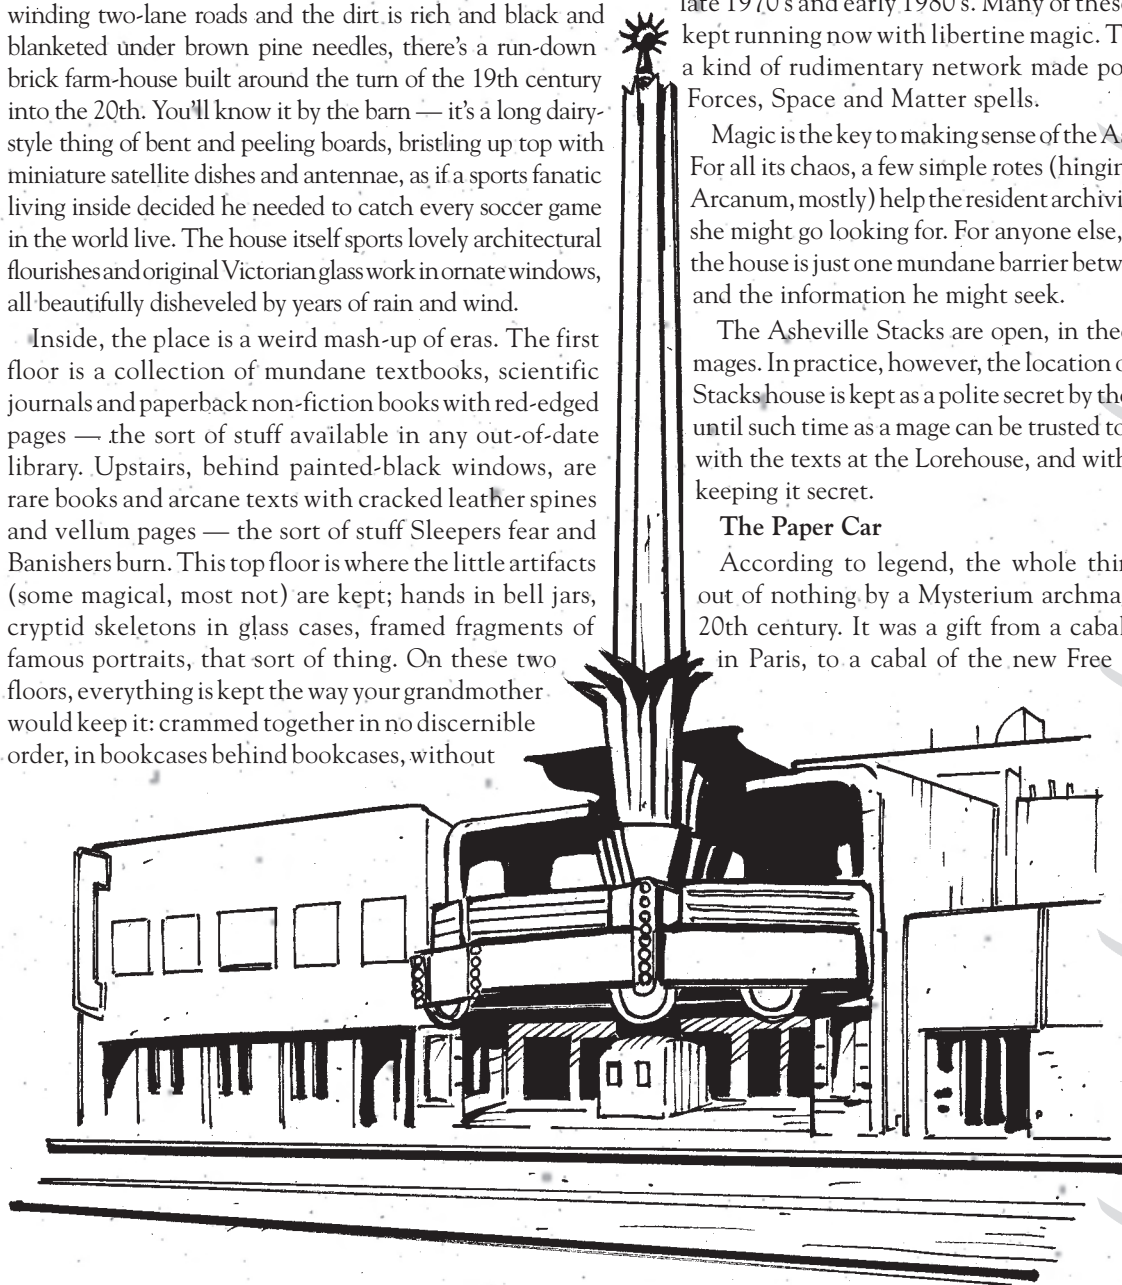 winding two-lane roads and the dirt is rich and black and
blanketed under brown pine needles, there's a run-down
brick farm-house built around the turn of the 19th century
into the 20th. You'll know it by the barn — it's a long dairy-
style thing of bent and peeling boards, bristling up top with
miniature satellite dishes and antennae, as if a sports fanatic
living inside decided he needed to catch every soccer game
in the world live. The house itself sports lovely architectural
flourishes and original Victorian glass work in ornate windows,
all beautifully disheveled by years of rain and wind.
Inside, the place is a weird mash-up of eras. The first
floor is a collection of mundane textbooks, scientific
journals and paperback non-fiction books with red-edged
pages — the sort of stuff available in any out-of-date
library. Upstairs, behind painted-black windows, are
rare books and arcane texts with cracked leather spines
and vellum pages — the sort of stuff Sleepers fear and
Banishers burn. This top floor is where the little artifacts
(some magical, most not) are kept; hands in bell jars,
cryptid skeletons in glass cases, framed fragments of
famous portraits, that sort of thing. On these two
floors, everything is kept the way your grandmother
would keep it: crammed together in no discernible
order, in bookcases behind bookcases, without
late 1970's and early 1980's. Many of these
kept running now with libertine magic. T
a kind of rudimentary network made po
Forces, Space and Matter spells.
Magic is the key to making sense of the As
For all its chaos, a few simple rotes (hingin
Arcanum, mostly) help the resident archivi
she might go looking for. For anyone else,
the house is just one mundane barrier betw
and the information he might seek.
The Asheville Stacks are open, in theo
mages. In practice, however, the location o
Stacks house is kept as a polite secret by the
until such time as a mage can be trusted to
with the texts at the Lorehouse, and with
keeping it secret.
The Paper Car
According to legend, the whole thin
out of nothing by a Mysterium archma
20th century. It was a gift from a cabal
in Paris, to a cabal of the new Free